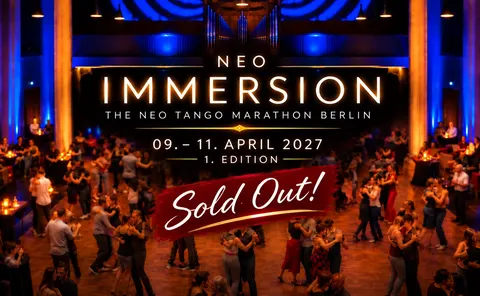 NEO
IMMERSION
THE NEO TANGO MARATHON BERLIN
09. – 11. APRIL 2027
1. EDITION
Sold Out!